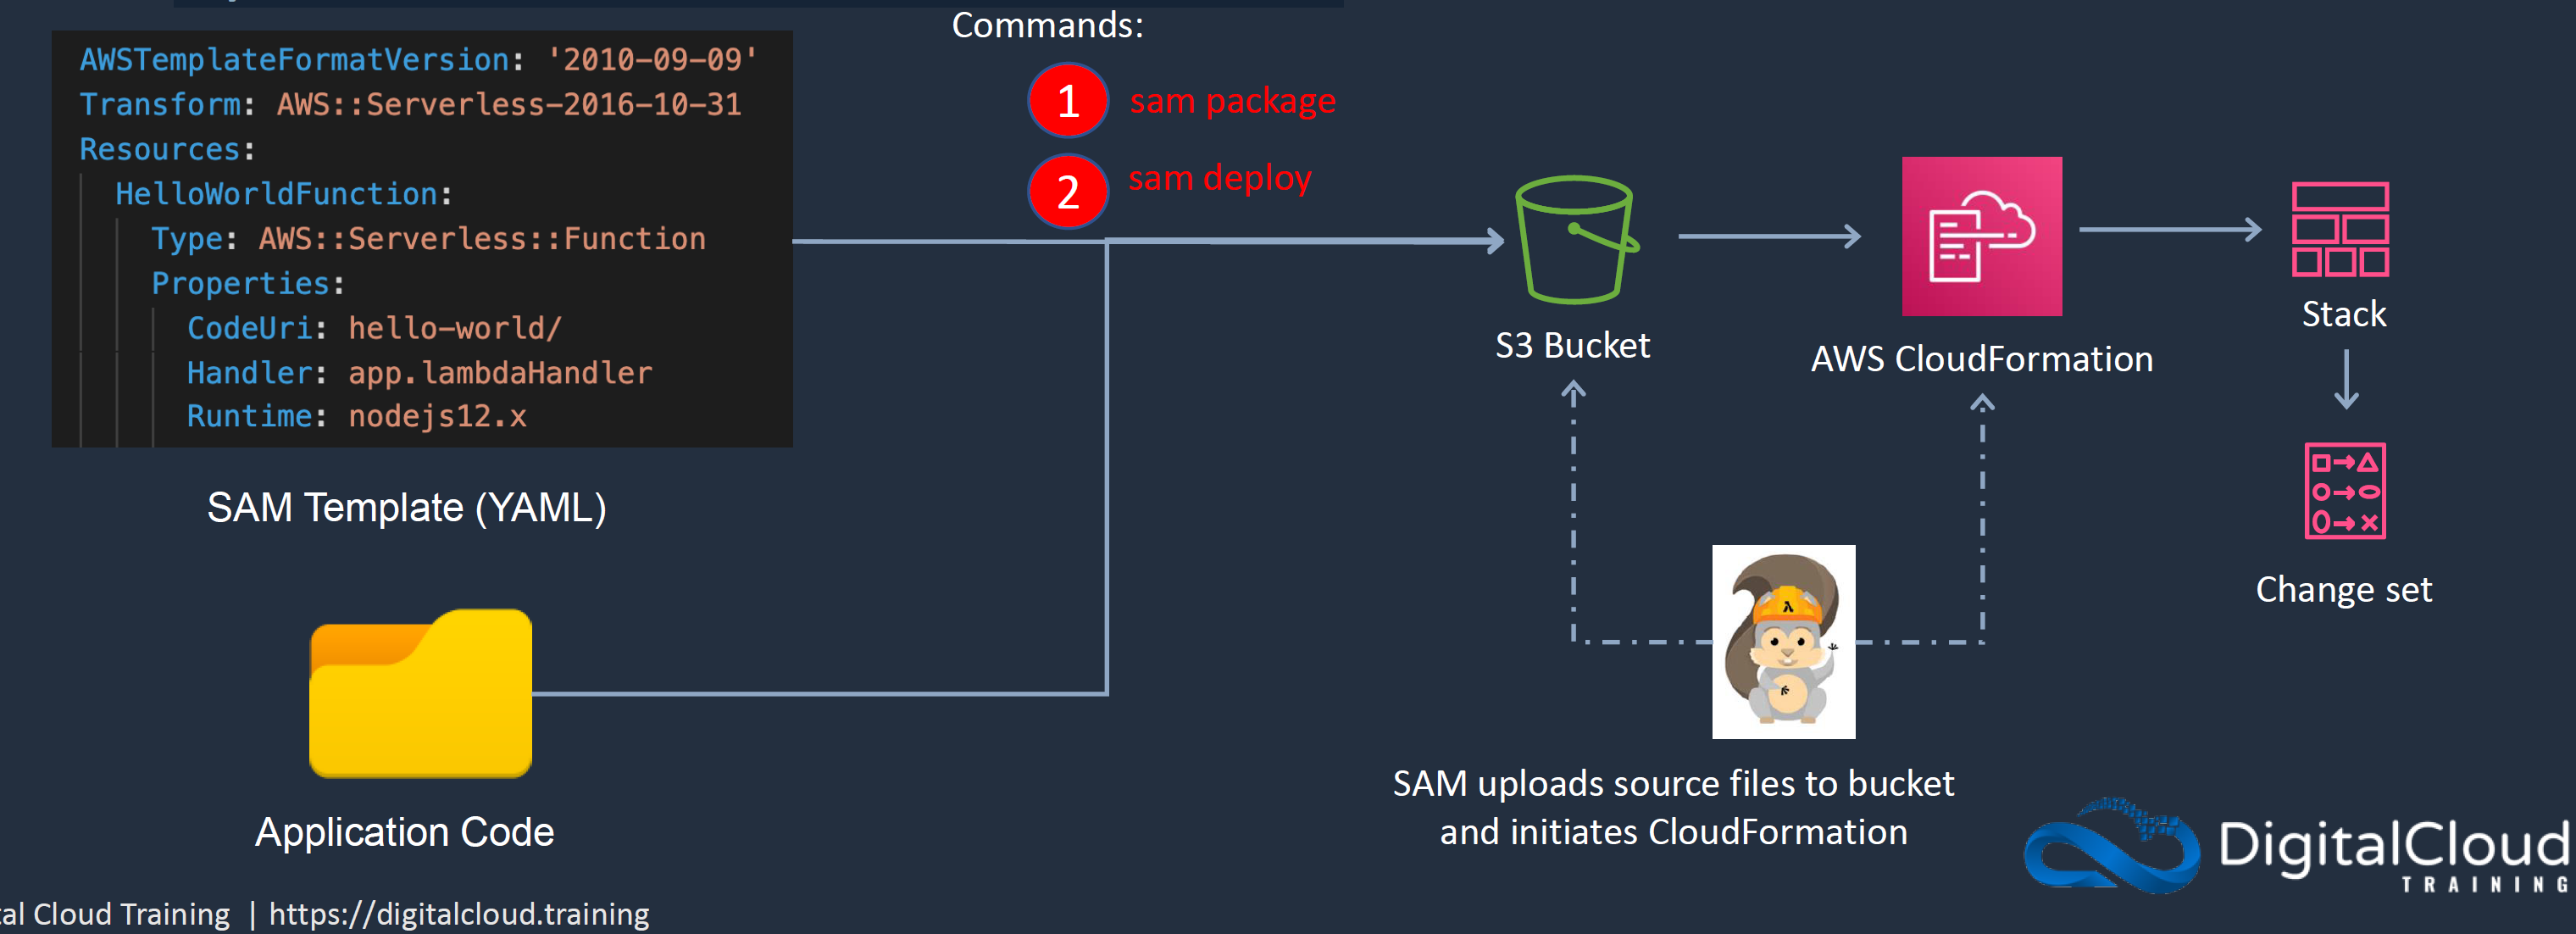 Commands:
AWSTemplateFormatVersion: '2010-09-09'
Transform: AWS::Serverless-2016-10-31
Resources:
HelloWorldFunction:
Type: AWS::Serverless::Function
Properties:
CodeUri: hello-world/
Handler: app.lambdaHandler
Runtime: nodejs12.x
SAM Template (YAML)
1 sam package
2 sam deploy
S3 Bucket
AWS CloudFormation
Stack
Change set
Application Code
SAM uploads source files to bucket
and initiates CloudFormation
DigitalCloud
TRAINING
tal Cloud Training | https://digitalcloud.training